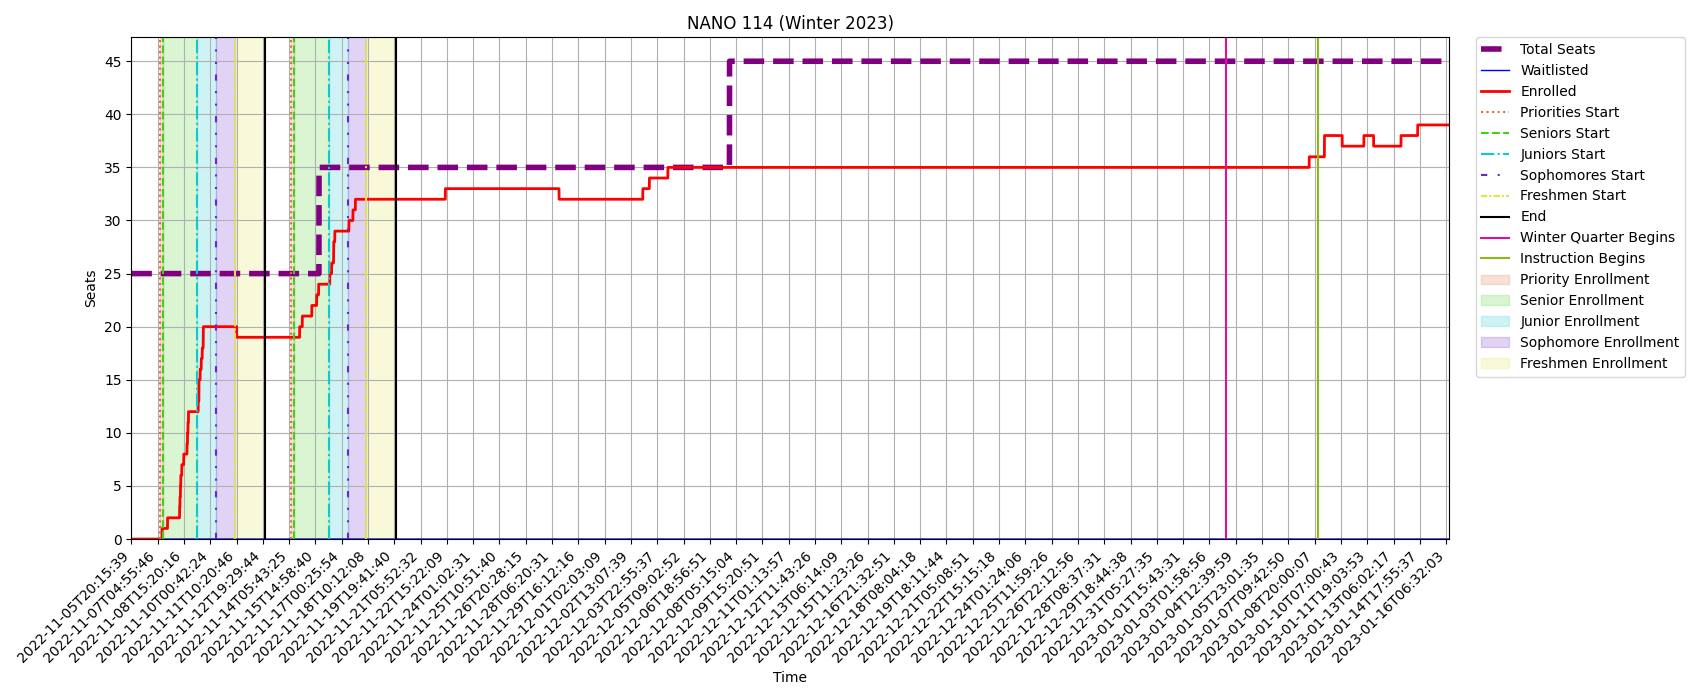 NANO 114 (Winter 2023)
Seats
45
40
35
30
25
20
15
10
5
0
2022-11-05T20:15:39
2022-11-07T04:55:46
2022-11-08T15:20:16
2022-11-10T00:42:24
2022-11-11T10:20:46
2022-11-12T19:29:44
2022-11-14T05:43:25
2022-11-15T14:58:40
2022-11-17T00:25:54
2022-11-18T10:12:08
2022-11-19T19:41:40
2022-11-21T05:52:32
2022-11-22T15:22:09
2022-11-24T01:02:31
2022-11-25T10:51:40
2022-11-26T20:28:15
2022-11-28T06:20:31
2022-11-29T16:12:16
2022-12-01T02:03:09
2022-12-02T13:07:39
2022-12-03T22:55:37
2022-12-05T09:02:52
2022-12-06T18:56:51
2022-12-08T05:15:04
2022-12-09T15:20:51
2022-12-11T01:13:57
2022-12-12T11:43:26
2022-12-13T06:14:09
2022-12-15T11:23:26
2022-12-16T21:32:51
2022-12-18T08:04:18
2022-12-19T18:11:44
2022-12-21T05:08:51
2022-12-22T15:15:18
2022-12-24T01:24:06
2022-12-25T11:59:26
2022-12-26T22:12:56
2022-12-28T08:37:31
2022-12-29T18:44:38
2022-12-31T05:27:35
2023-01-01T15:43:31
2023-01-03T01:58:56
2023-01-04T12:39:59
2023-01-05T23:01:35
2023-01-07T09:42:50
2023-01-08T20:00:07
2023-01-10T07:00:43
2023-01-11T19:03:53
2023-01-13T06:02:17
2023-01-14T17:55:37
2023-01-16T06:32:03
Time
Total Seats
Waitlisted
Enrolled
Priorities Start
Seniors Start
Juniors Start
Sophomores Start
Freshmen Start
End
Winter Quarter Begins
Instruction Begins
Priority Enrollment
Senior Enrollment
Junior Enrollment
Sophomore Enrollment
Freshmen Enrollment